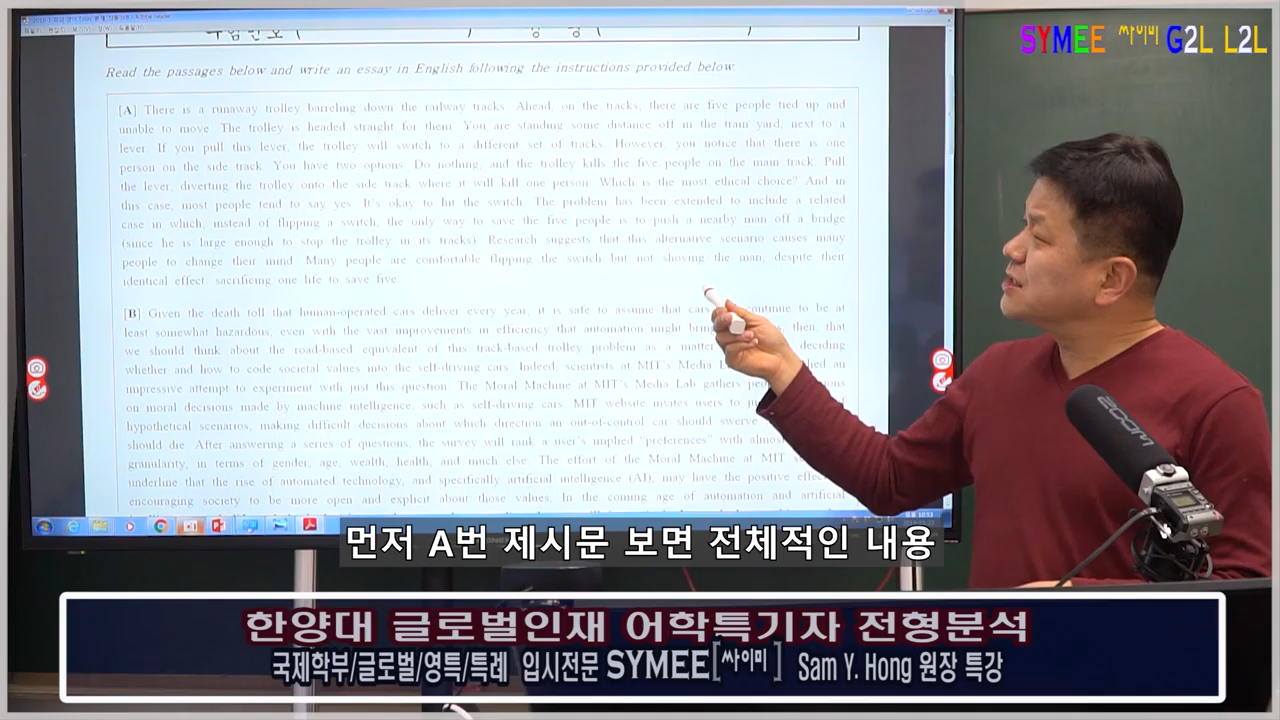 SYMEE 싸이미 G2L L2L
Read the passages below and write an essay in English following the instructions provided below.
[A] There is a runaway trolley barreling down the railway tracks. Ahead, on the tracks, there are five people tied up and
unable to move. The trolley is headed straight for them. You are standing some distance off in the train yard, next to a
lever. If you pull this lever, the trolley will switch to a different set of tracks. However, you notice that there is one
person on the side track. You have two options. Do nothing, and the trolley kills the five people on the main track. Pull
the lever, diverting the trolley onto the side track where it will kill one person. Which is the most ethical choice? And in
this case, most people tend to say yes. It's okay to hit the switch. The problem has been extended to include a related
case in which, instead of flipping a switch, the only way to save the five people is to push a nearby man off a bridge
(since he is large enough to stop the trolley in its tracks). Research suggests that this alternative scenario causes many
people to change their mind. Many people are comfortable flipping the switch but not shoving the man, despite their
identical effect: sacrificing one life to save five.
[B] Given the death toll that human-operated cars deliver every year, it is safe to assume that cars continue to be at
least somewhat hazardous, even with the vast improvement in efficiency that automation might bring then, that
we should think about the road-based equivalent of this track-based trolley problem as a matter deciding
whether and how to code societal values into the self-driving cars. Indeed, scientists at MIT's Media an
impressive attempt to experiment with just this question. The Moral Machine at MIT's Media Lab gathers
on moral decisions made by machine intelligence, such as self-driving cars. MIT website invites users to
hypothetical scenarios, making difficult decisions about which direction an out-of-control car should swerve
should die. After answering a series of questions, the survey will rank a user's implied "preferences" with
granularity, in terms of gender, age, wealth, health, and much else. The effort of the Moral Machine at MIT
underline that the rise of automated technology, and specifically artificial intelligence (AI), may have the positive
encouraging society to be more open and explicit about those values. In the coming age of automation and artificial
ZOOM
먼저 A번 제시문 보면 전체적인 내용
한양대 글로벌인재 어학특기자 전형분석
국제학부/글로벌/영특/특례 입시전문 SYMEE[싸이미] Sam Y. Hong 원장 특강